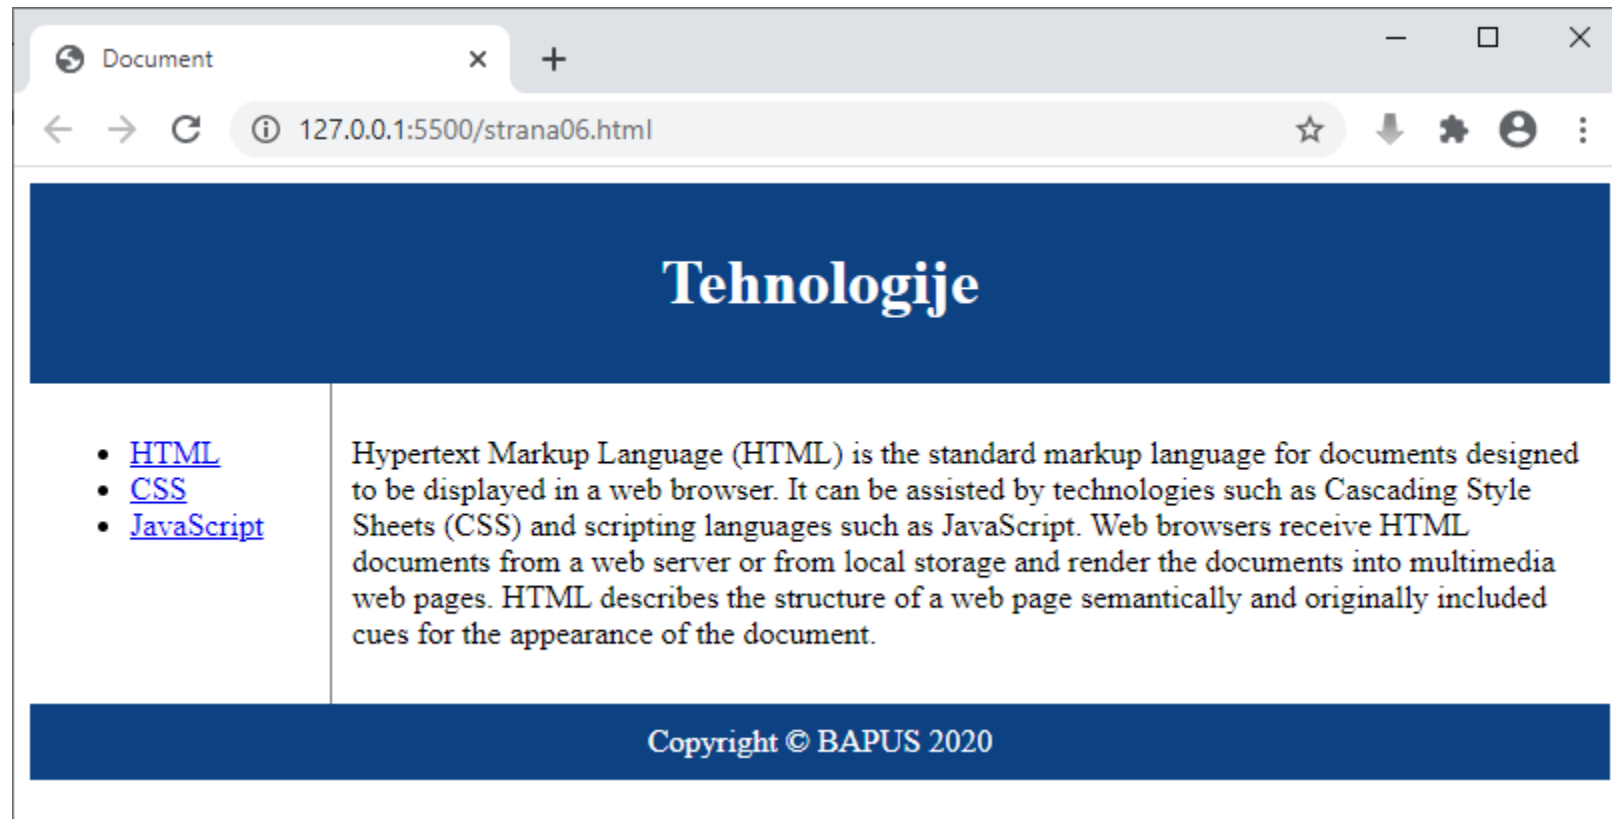 Document
127.0.0.1:5500/strana06.html
Tehnologije
HTML
CSS
JavaScript
Hypertext Markup Language (HTML) is the standard markup language for documents designed
to be displayed in a web browser. It can be assisted by technologies such as Cascading Style
Sheets (CSS) and scripting languages such as JavaScript. Web browsers receive HTML
documents from a web server or from local storage and render the documents into multimedia
web pages. HTML describes the structure of a web page semantically and originally included
cues for the appearance of the document.
Copyright © BAPUS 2020